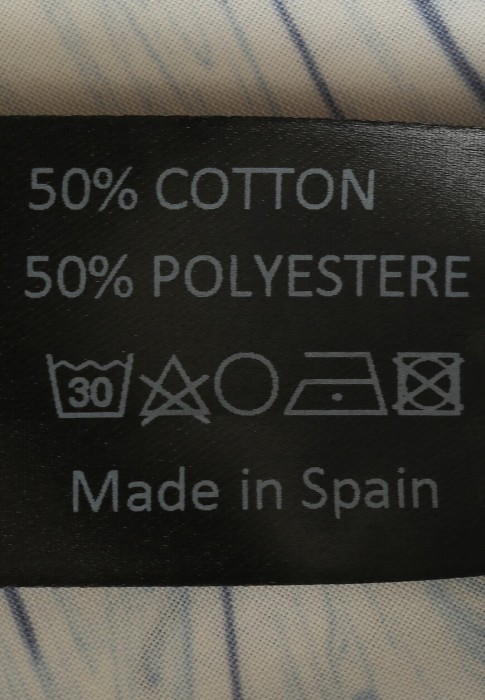 50% COTTON
50% POLYESTERE
30
Made in Spain